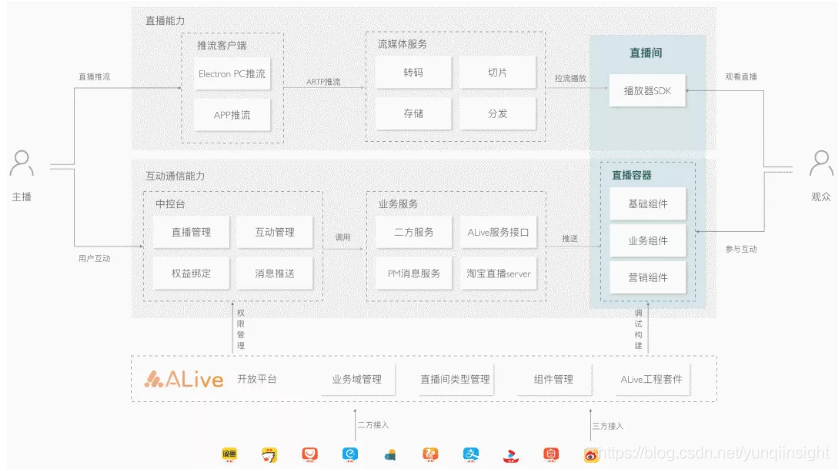 直播能力
推流客户端
流媒体服务
直播间
Electron PC推流
APP推流
转码
切片
存储
分发
播放器SDK
直播推流
ARTP推流
拉流播放
观看直播
主播
观众
互动通信能力
中控台
业务服务
直播容器
直播管理
互动管理
权益绑定
消息推送
二方服务
ALive服务接口
PM消息服务
淘宝直播server
基础组件
业务组件
营销组件
用户互动
调用
推送
参与互动
权限管理
调试构建
ALive
开放平台
业务域管理
直播间类型管理
组件管理
ALive工程套件
二方接入
三方接入
https://blog.csdn.net/yunqiinsight